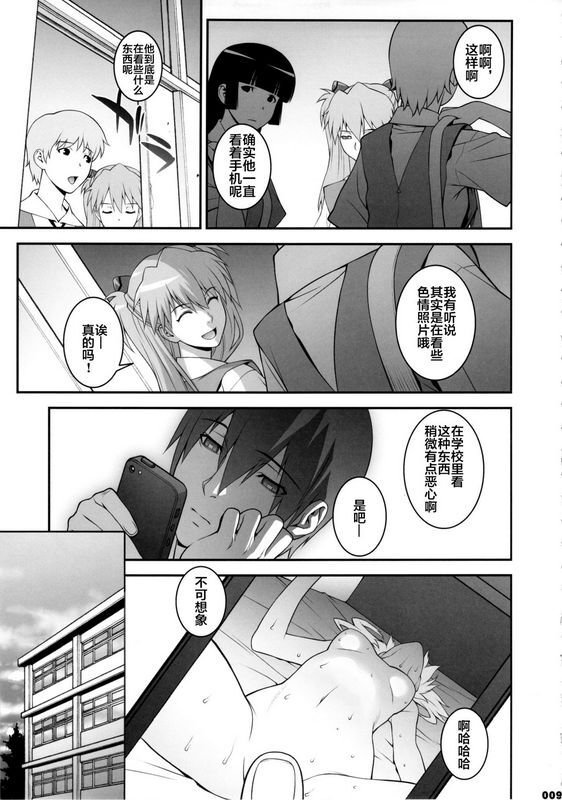 啊啊，
这样啊
确实他一直
看着手机呢
他到底是
在看些什么
东西呢
我有听说
其实是在看些
色情照片哦
诶—
真的吗！
在学校里看
这种东西
稍微有点恶心啊
是吧—
不可想象
啊哈哈哈
009